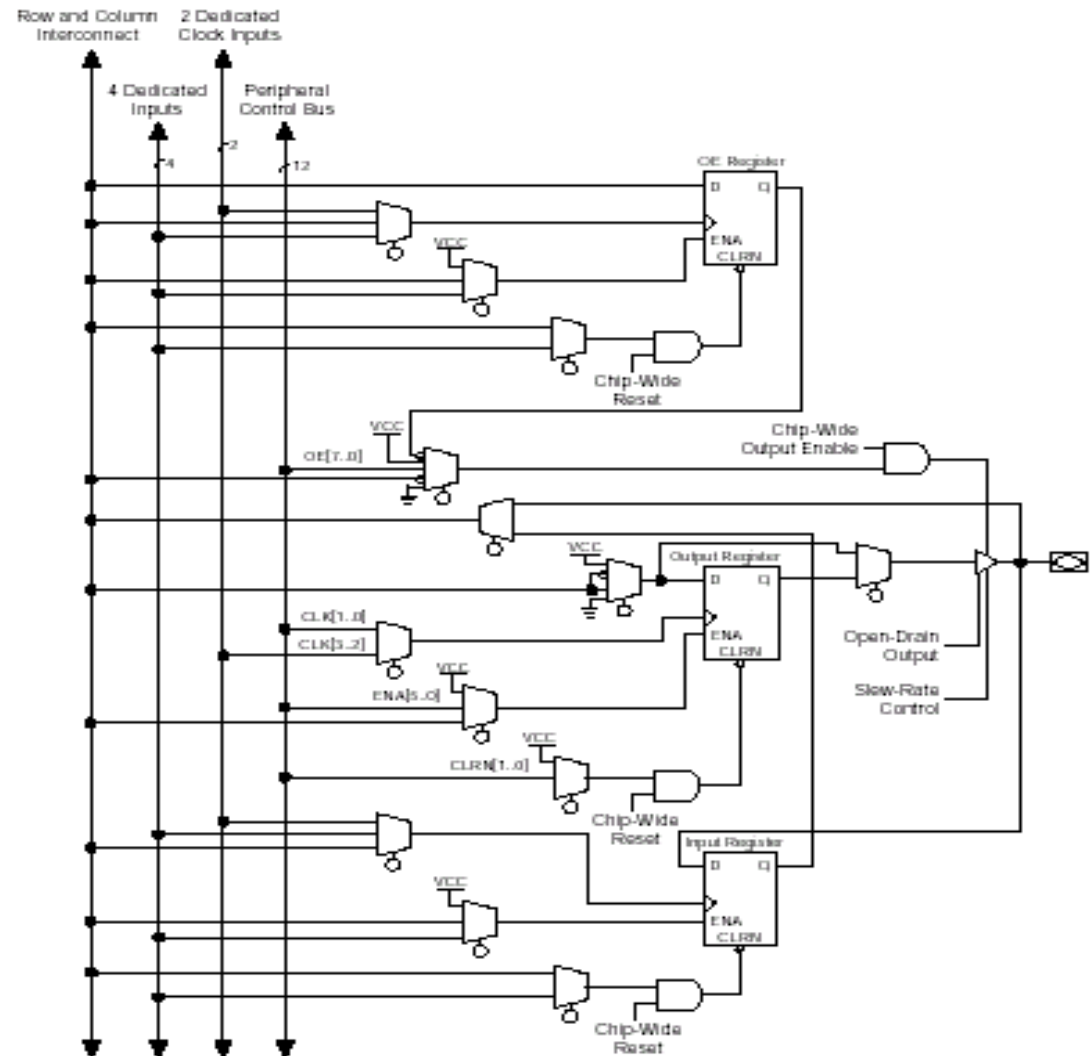 Row and Column
Interconnect
2 Dedicated
Clock Inputs
4 Dedicated
Inputs
Peripheral
Control Bus
2
4
12
OE Register
D Q
ENA
CLRN
VCC
Chip-Wide
Reset
VCC
OE[7..0]
Chip-Wide
Output Enable
VCC
Output Register
D Q
ENA
CLRN
CLK[1..0]
CLK[3..2]
Open-Drain
Output
VCC
ENA[5..0]
Slew-Rate
Control
VCC
CLRN[1..0]
Chip-Wide
Reset
Input Register
D Q
ENA
CLRN
VCC
Chip-Wide
Reset